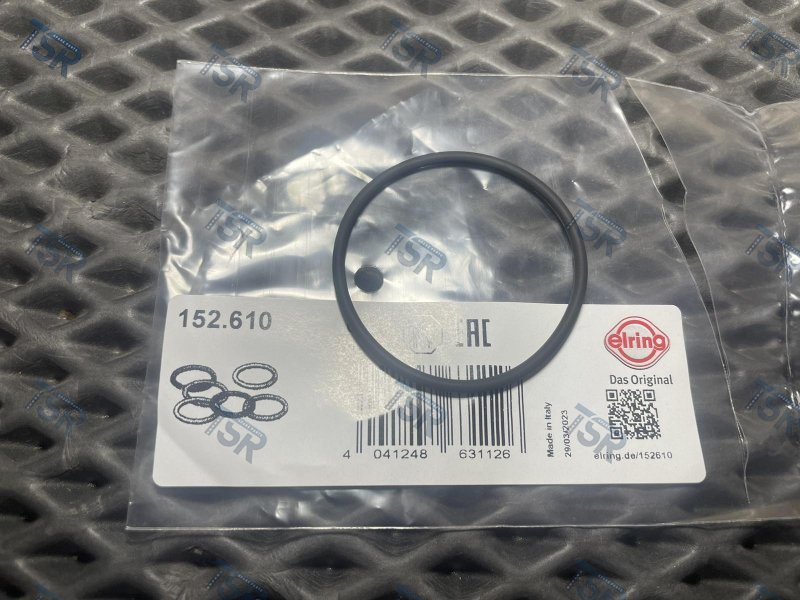 152.610
EAC
elring
Das Original
4 041248 631126
Made in Italy
29/03/2023
elring.de/152610
TSR